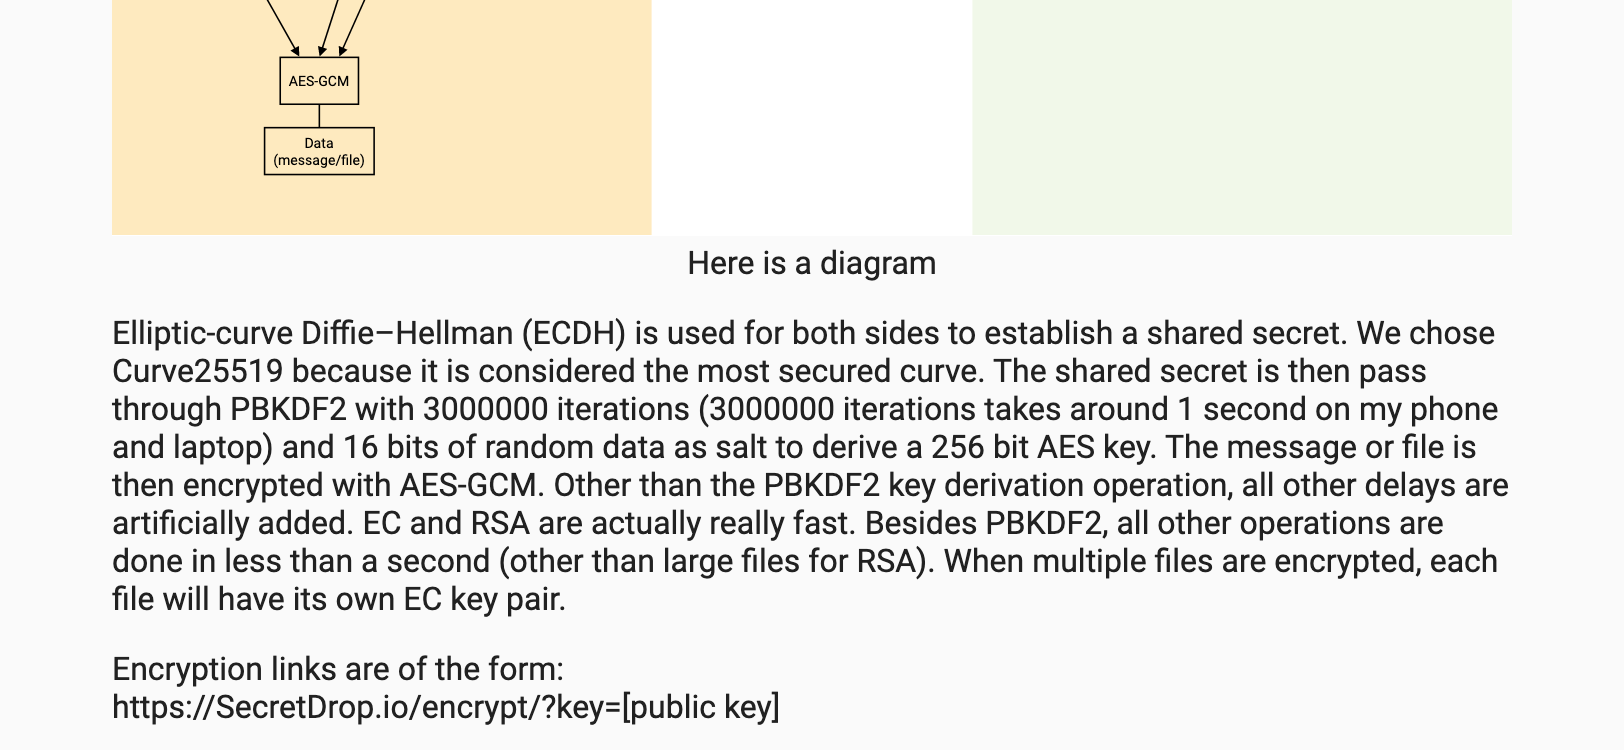 AES-GCM
Data
(message/file)
Here is a diagram
Elliptic-curve Diffie–Hellman (ECDH) is used for both sides to establish a shared secret. We chose
Curve25519 because it is considered the most secured curve. The shared secret is then pass
through PBKDF2 with 3000000 iterations (3000000 iterations takes around 1 second on my phone
and laptop) and 16 bits of random data as salt to derive a 256 bit AES key. The message or file is
then encrypted with AES-GCM. Other than the PBKDF2 key derivation operation, all other delays are
artificially added. EC and RSA are actually really fast. Besides PBKDF2, all other operations are
done in less than a second (other than large files for RSA). When multiple files are encrypted, each
file will have its own EC key pair.
Encryption links are of the form:
https://SecretDrop.io/encrypt/?key=[public key]